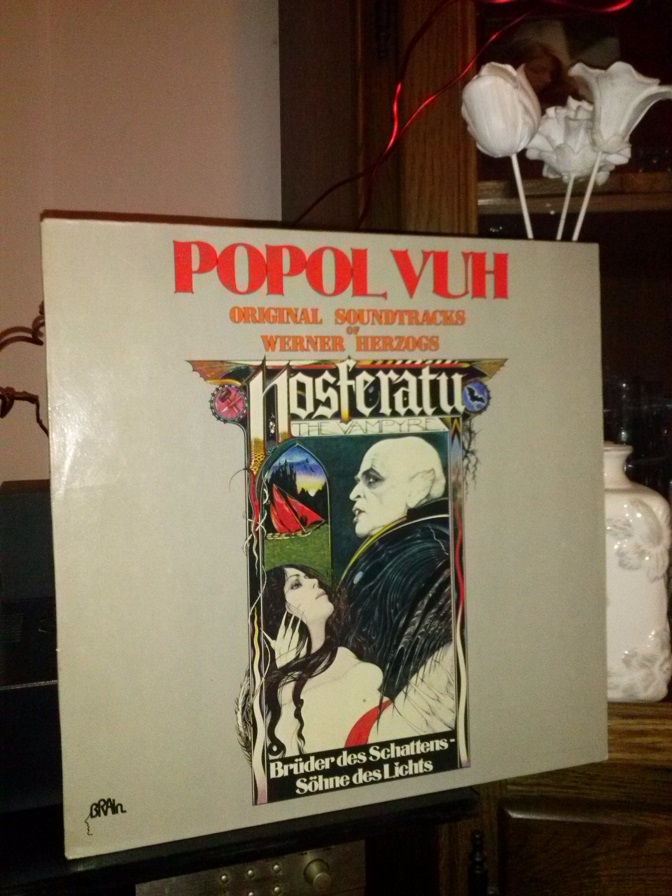 POPOL VUH
ORIGINAL SOUNDTRACKS
OF
WERNER HERZOGS
Nosferatu
THE VAMPYRE
Brüder des Schattens -
Söhne des Lichts
BRAIN